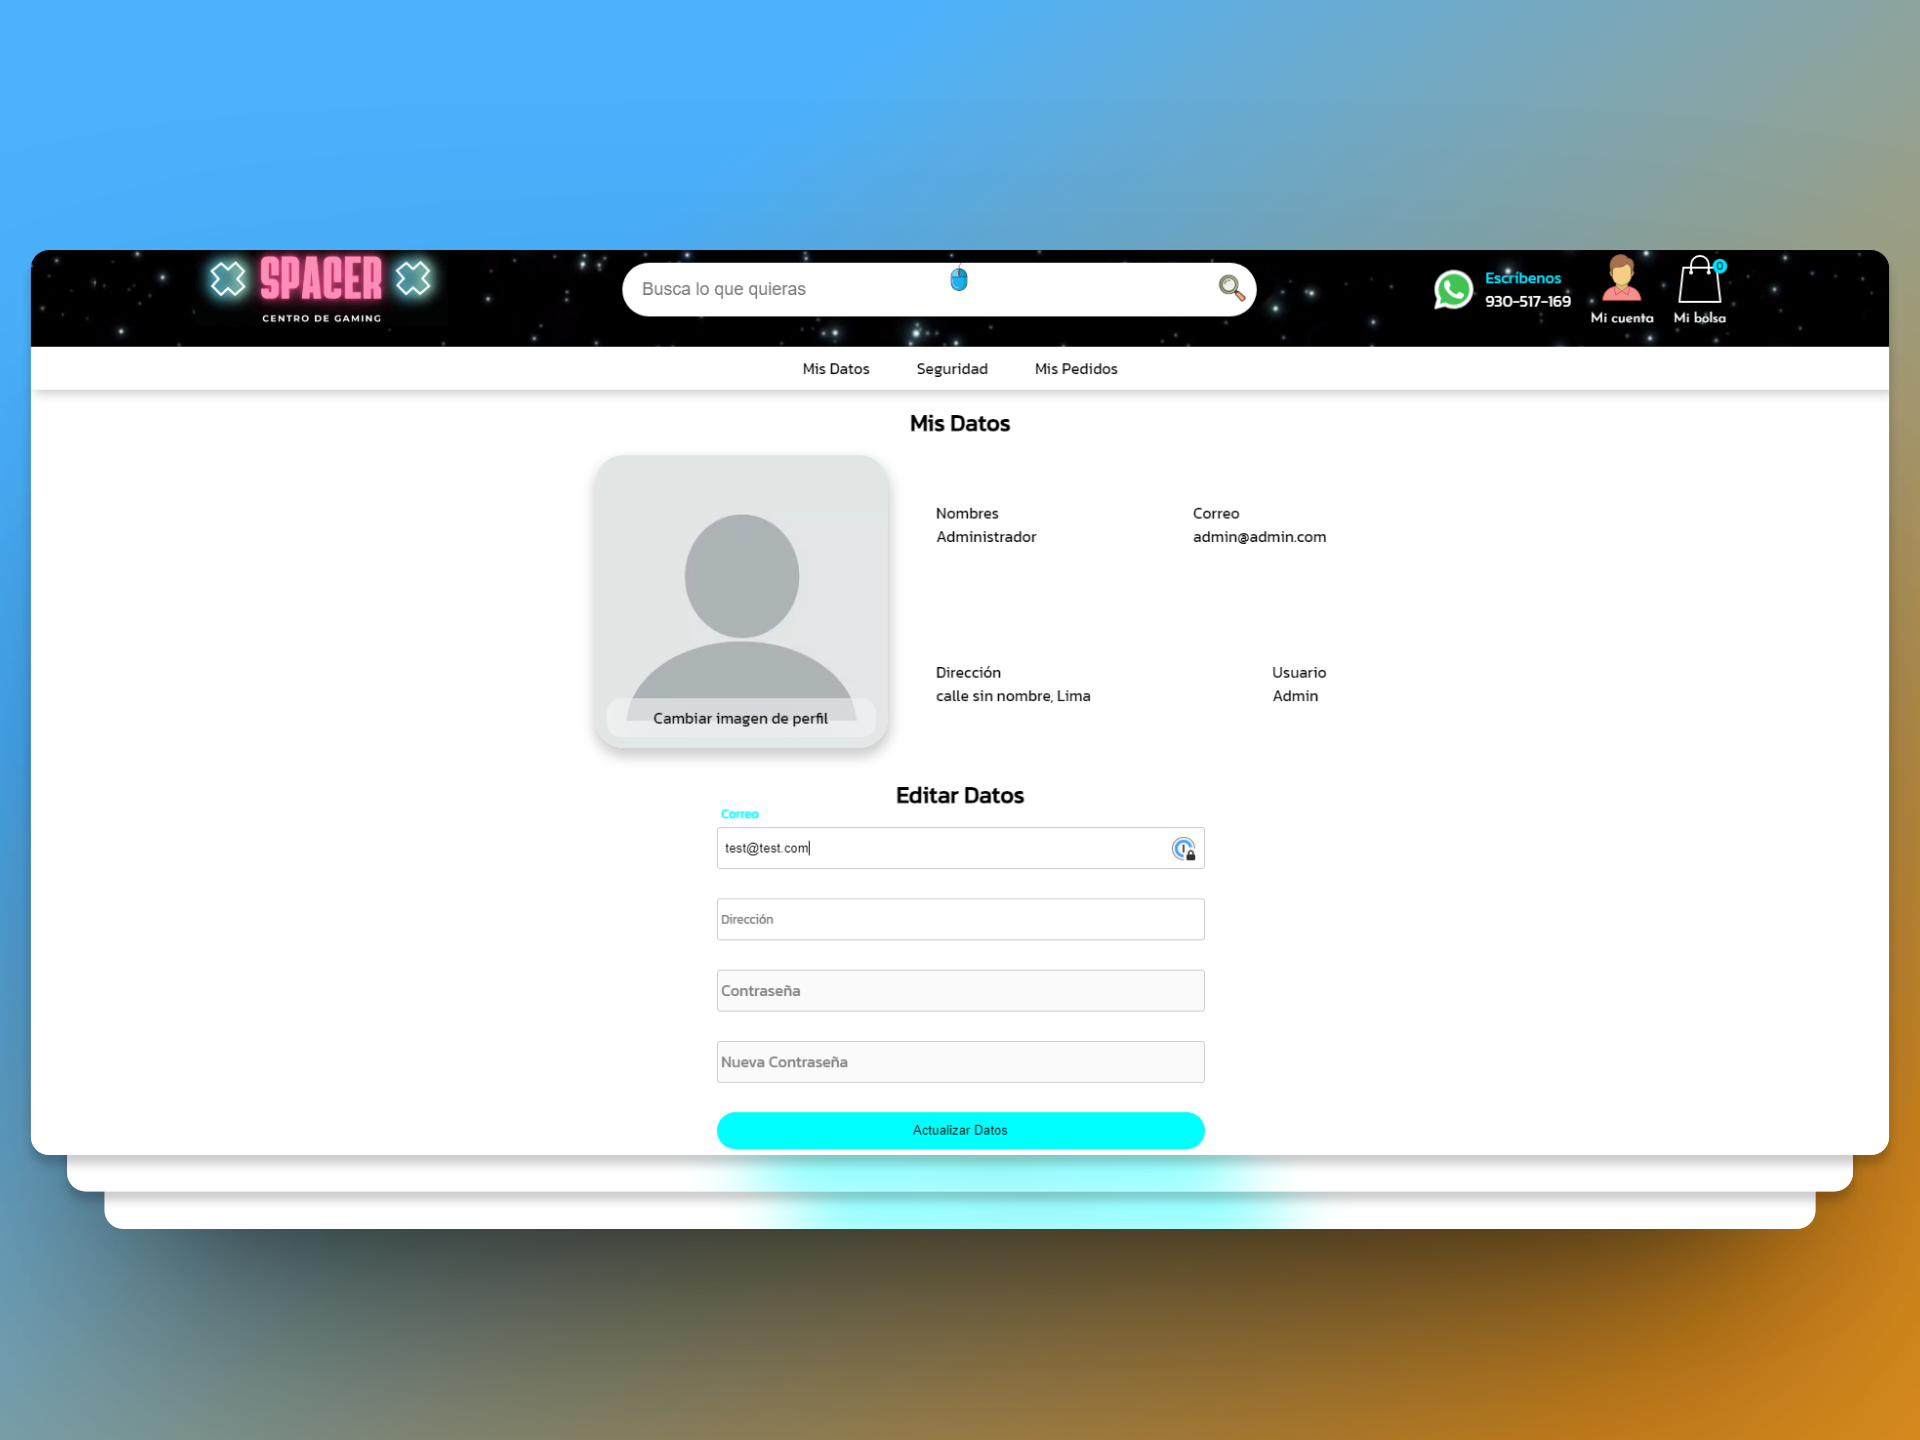 SPACER
CENTRO DE GAMING
Busca lo que quieras
Escríbenos
930-517-169
Mi cuenta
0
Mi bolsa
Mis Datos
Seguridad
Mis Pedidos
Mis Datos
Nombres
Administrador
Correo
admin@admin.com
Dirección
calle sin nombre, Lima
Usuario
Admin
Cambiar imagen de perfil
Editar Datos
Correo
test@test.com
Dirección
Contraseña
Nueva Contraseña
Actualizar Datos